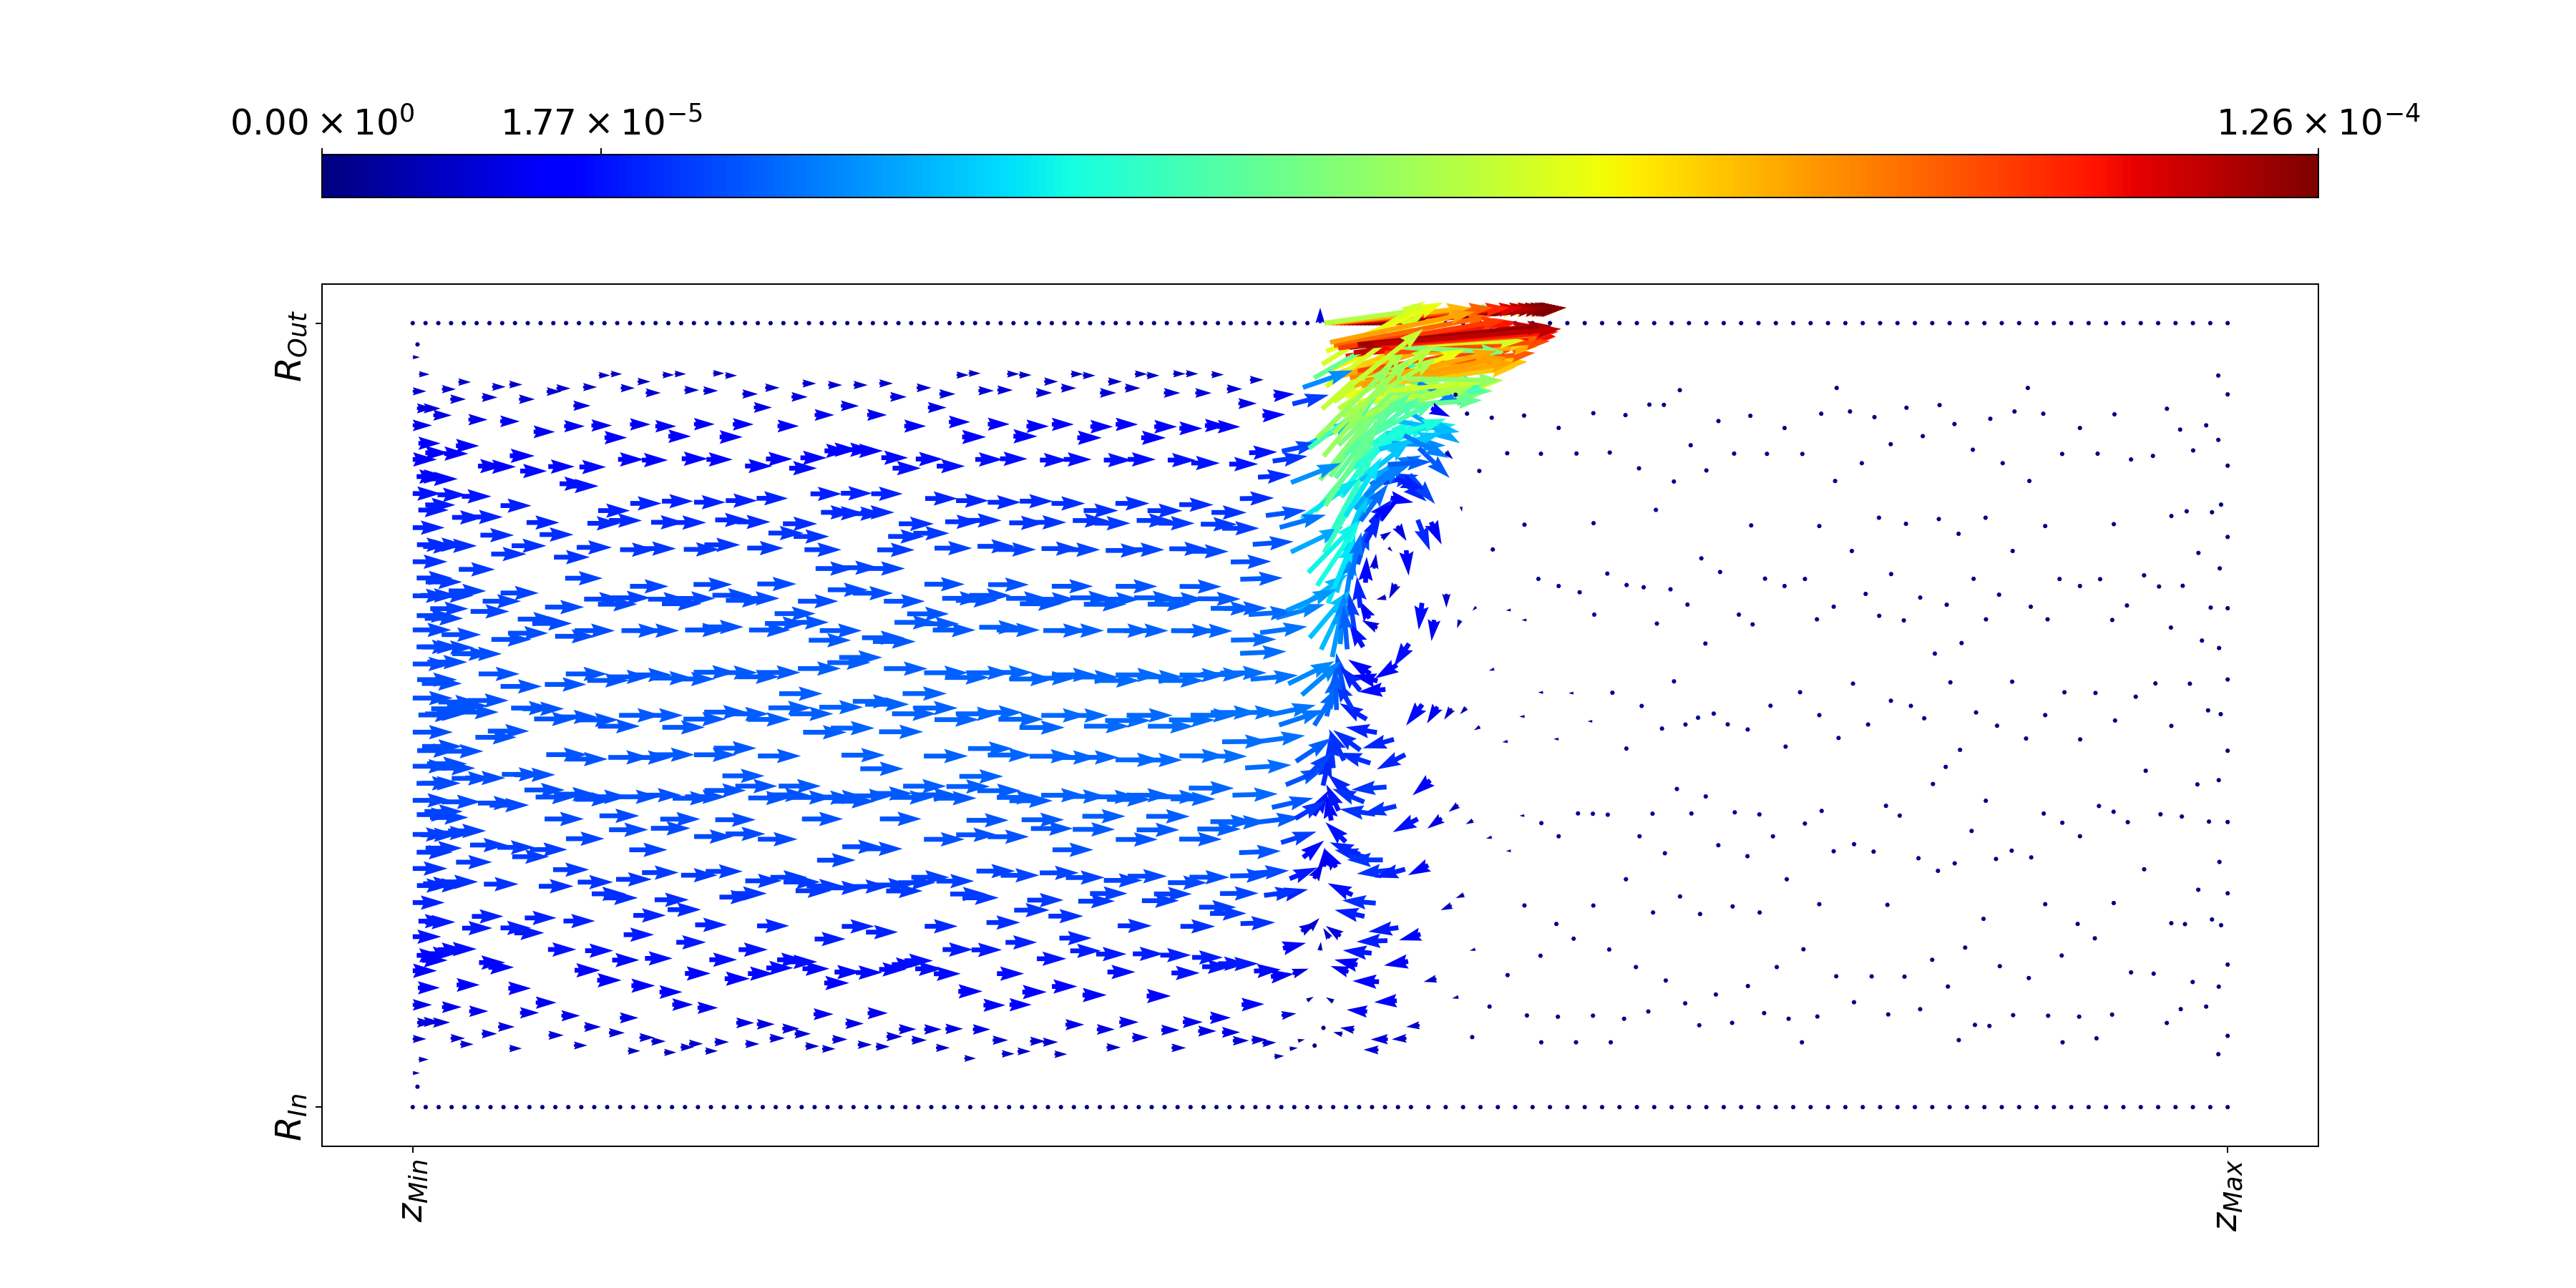 0.00 × 10⁰ 1.77 × 10⁻⁵ 1.26 × 10⁻⁴
R_Out
R_In
z_Min z_Max